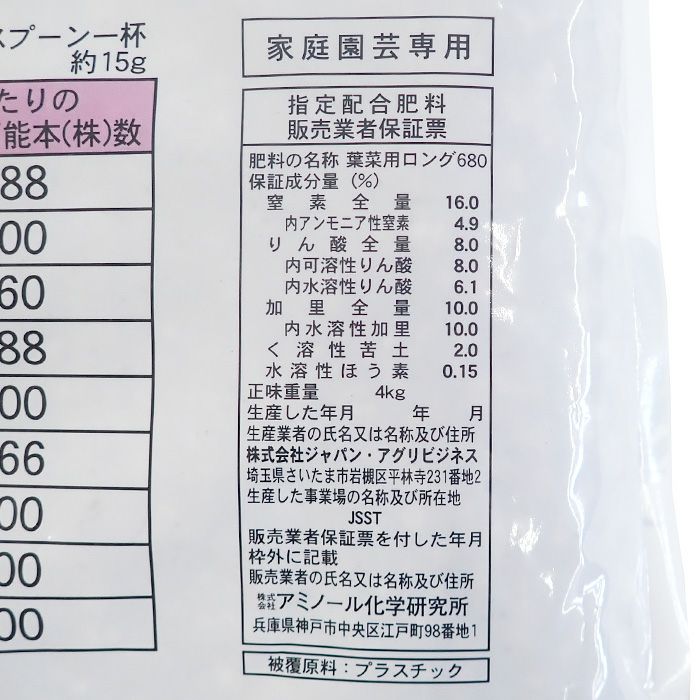 スプーン一杯
約15g
たりの
能本(株)数
88
00
60
88
00
66
00
00
00
家庭園芸専用
指定配合肥料
販売業者保証票
肥料の名称 葉菜用ロング680
保証成分量(%)
窒素全量 16.0
内アンモニア性窒素 4.9
りん酸全量 8.0
内可溶性りん酸 8.0
内水溶性りん酸 6.1
加里全量 10.0
内水溶性加里 10.0
く溶性苦土 2.0
水溶性ほう素 0.15
正味重量 4kg
生産した年月 年 月
生産業者の氏名又は名称及び住所
株式会社ジャパン・アグリビジネス
埼玉県さいたま市岩槻区平林寺231番地2
生産した事業場の名称及び所在地
JSST
販売業者保証票を付した年月
枠外に記載
販売業者の氏名又は名称及び住所
株式会社アミノール化学研究所
兵庫県神戸市中央区江戸町98番地1
被覆原料:プラスチック